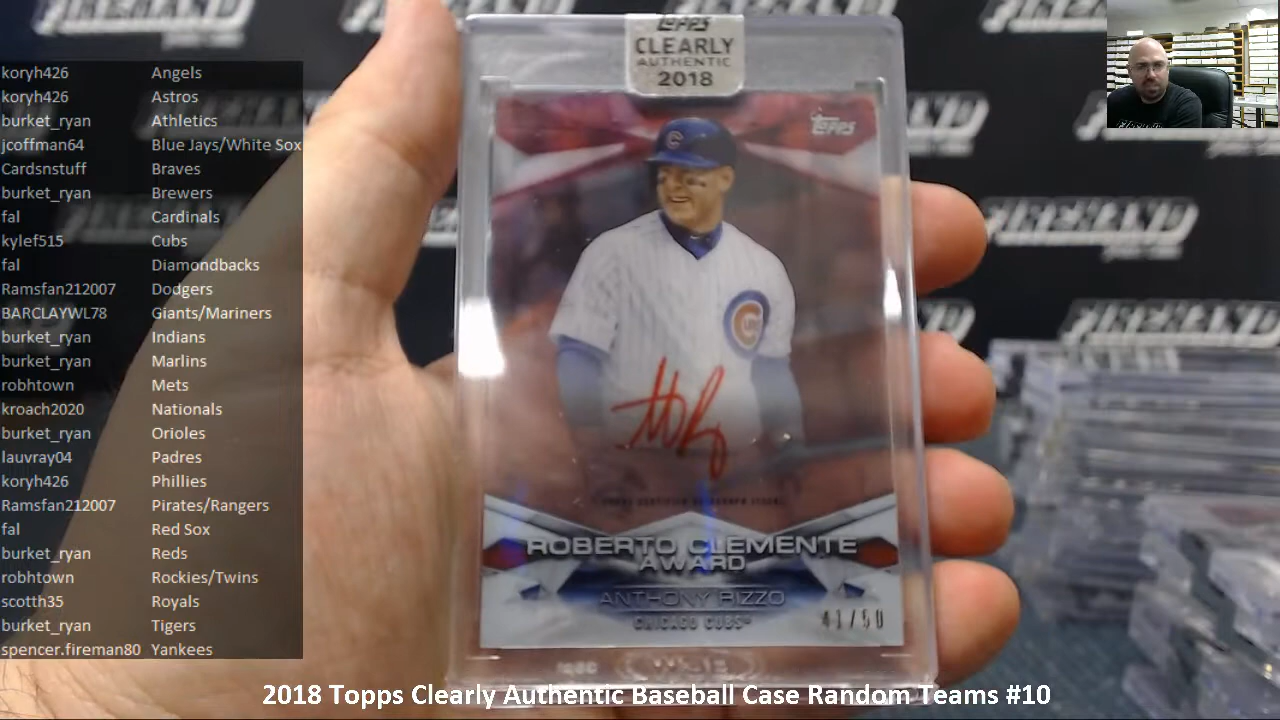 koryh426 Angels
koryh426 Astros
burket_ryan Athletics
jcoffman64 Blue Jays/White Sox
Cardsnstuff Braves
burket_ryan Brewers
fal Cardinals
kylef515 Cubs
fal Diamondbacks
Ramsfan212007 Dodgers
BARCLAYWL78 Giants/Mariners
burket_ryan Indians
burket_ryan Marlins
robhtown Mets
kroach2020 Nationals
burket_ryan Orioles
lauvray04 Padres
koryh426 Phillies
Ramsfan212007 Pirates/Rangers
fal Red Sox
burket_ryan Reds
robhtown Rockies/Twins
scotth35 Royals
burket_ryan Tigers
spencer.fireman80 Yankees
TOPPS
CLEARLY
AUTHENTIC
2018
TOPPS
C
ROBERTO CLEMENTE
AWARD
ANTHONY RIZZO
CHICAGO CUBS®
41/50
FIREHAND
2018 Topps Clearly Authentic Baseball Case Random Teams #10